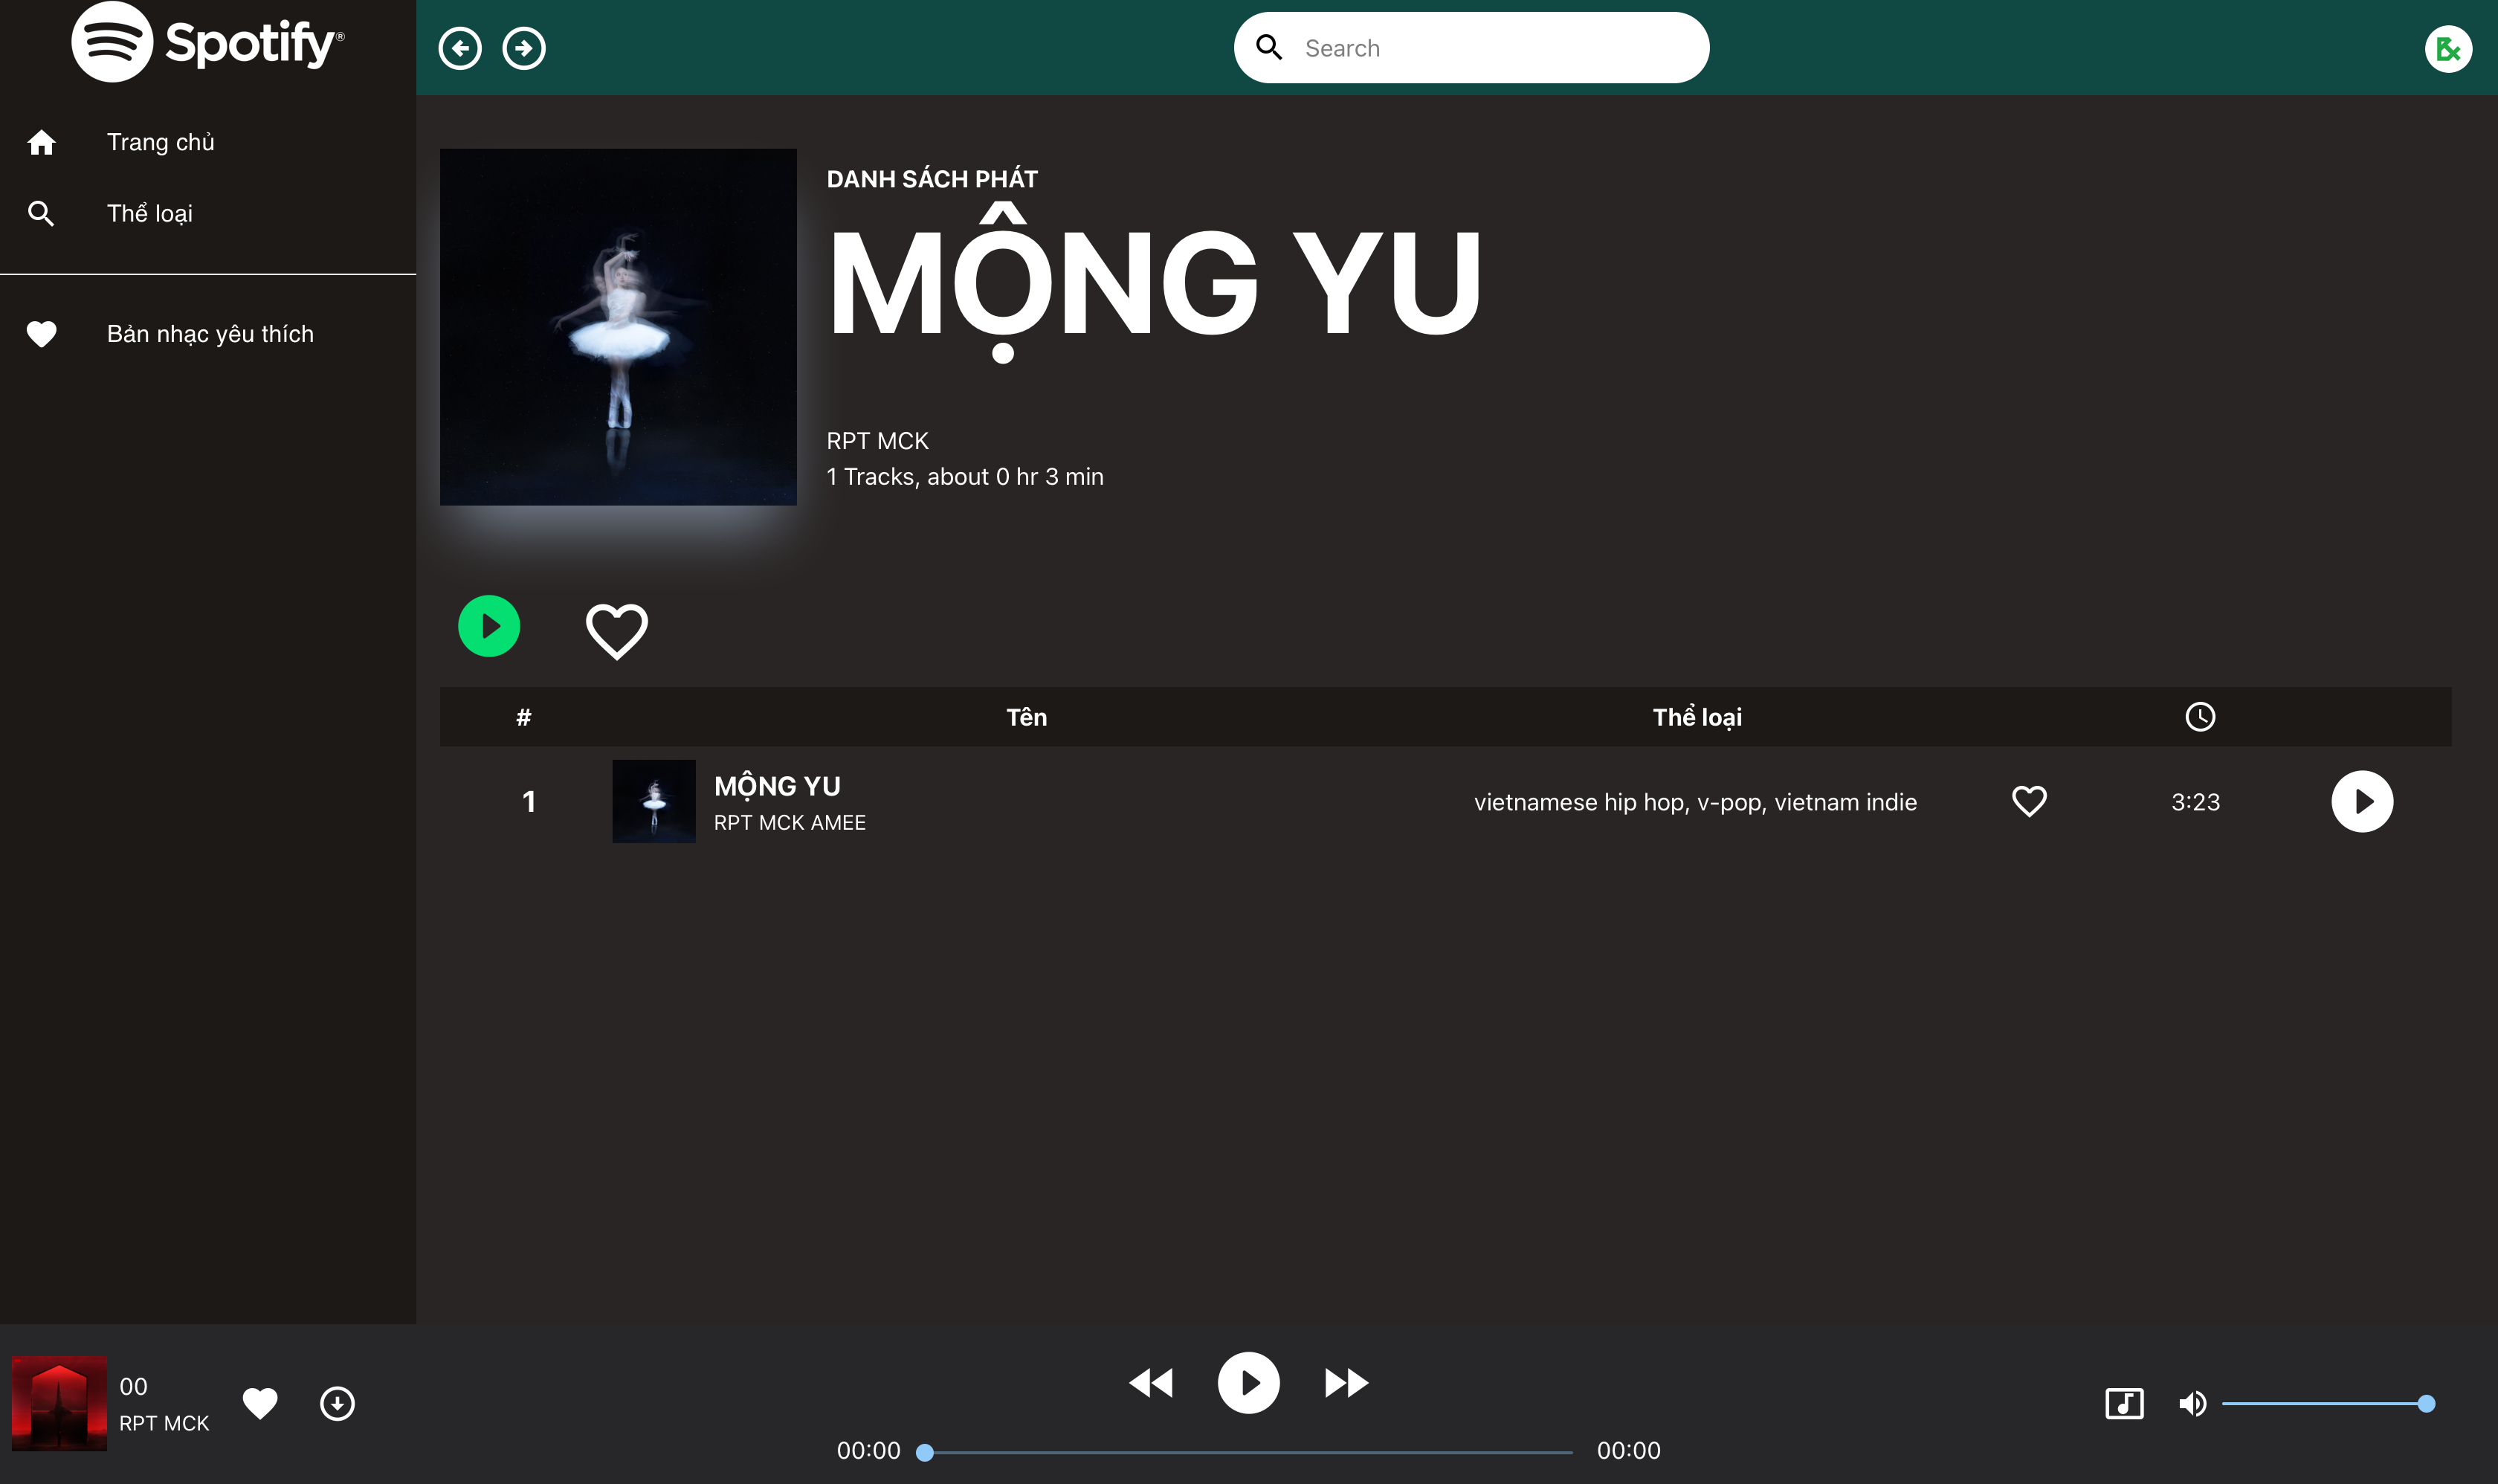 Spotify®
Search
Trang chủ
Thể loại
Bản nhạc yêu thích
DANH SÁCH PHÁT
MỘNG YU
RPT MCK
1 Tracks, about 0 hr 3 min
# Tên Thể loại
1 MỘNG YU vietnamese hip hop, v-pop, vietnam indie 3:23
RPT MCK AMEE
00
RPT MCK
00:00 00:00